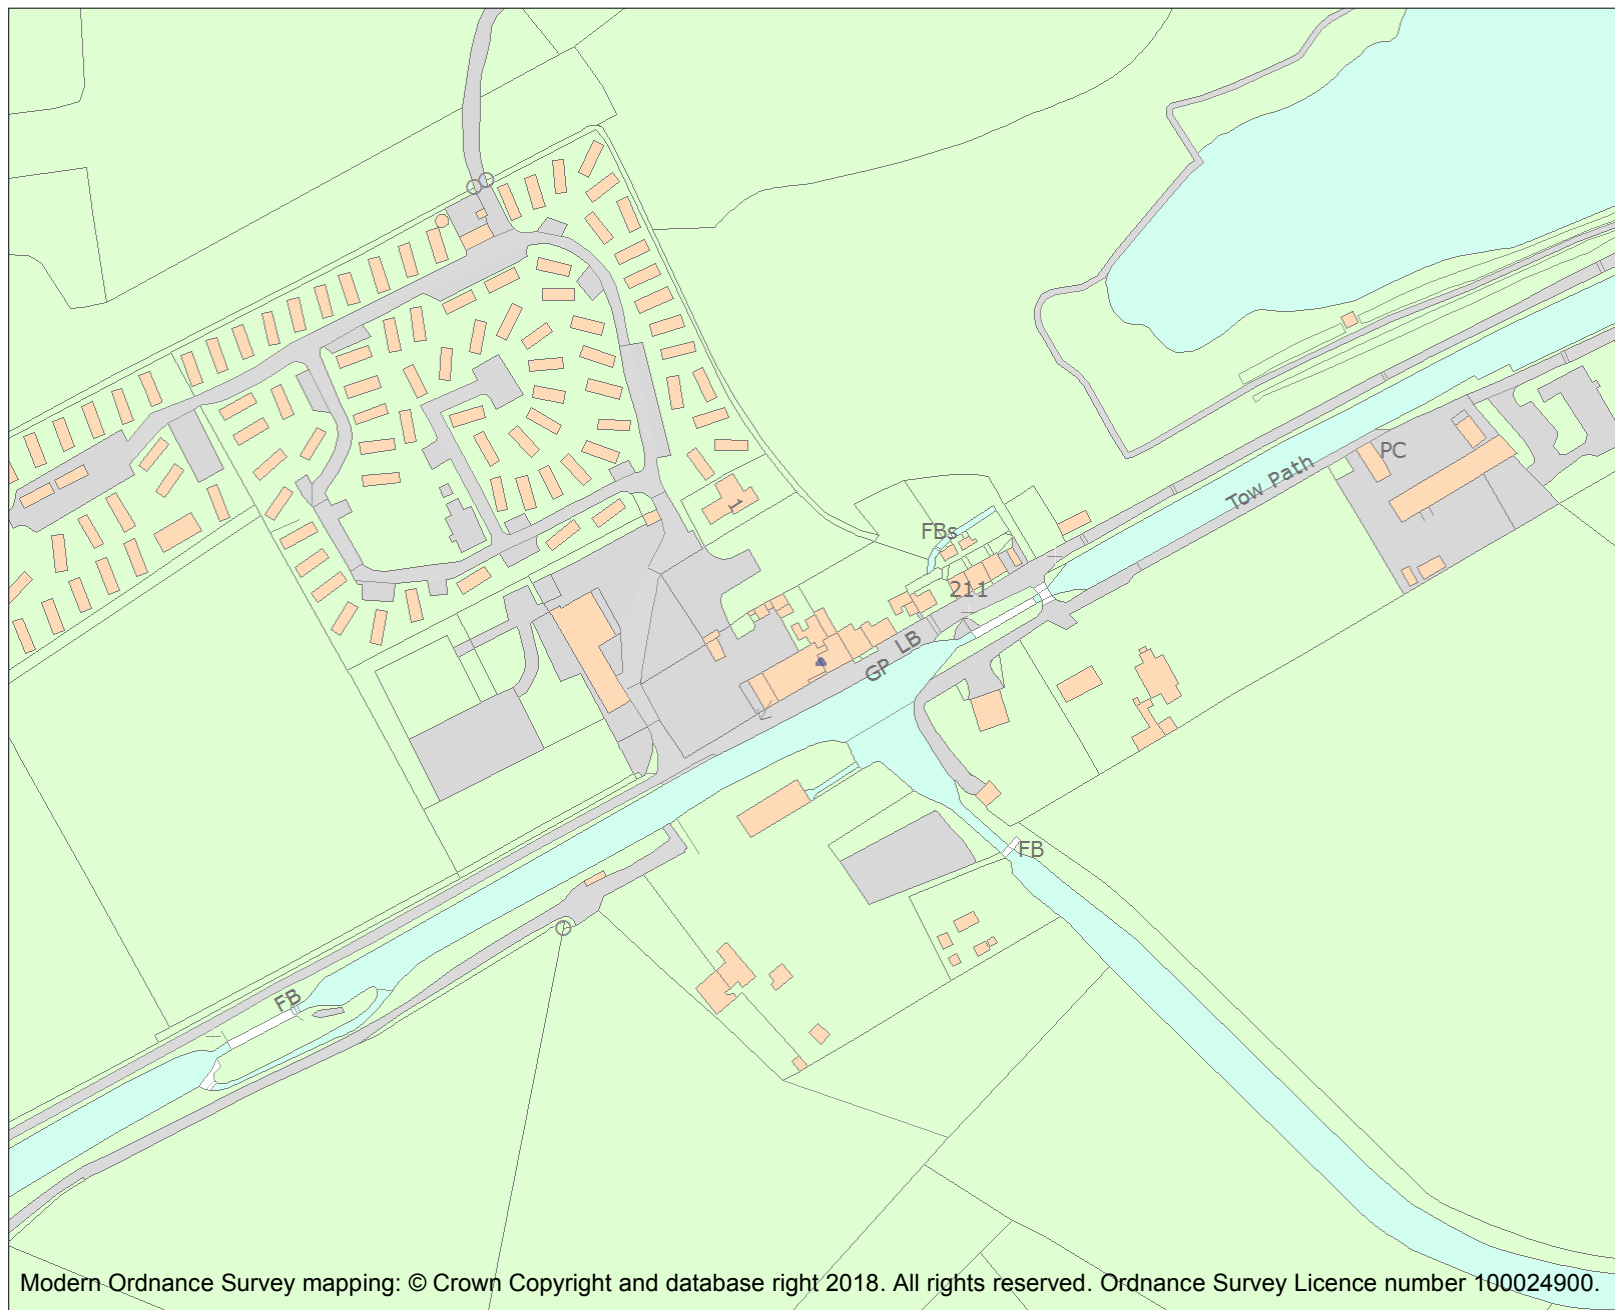 PC
Tow Path
1
FBs
211
GP LB
FB
FB
Modern Ordnance Survey mapping: © Crown Copyright and database right 2018. All rights reserved. Ordnance Survey Licence number 100024900.